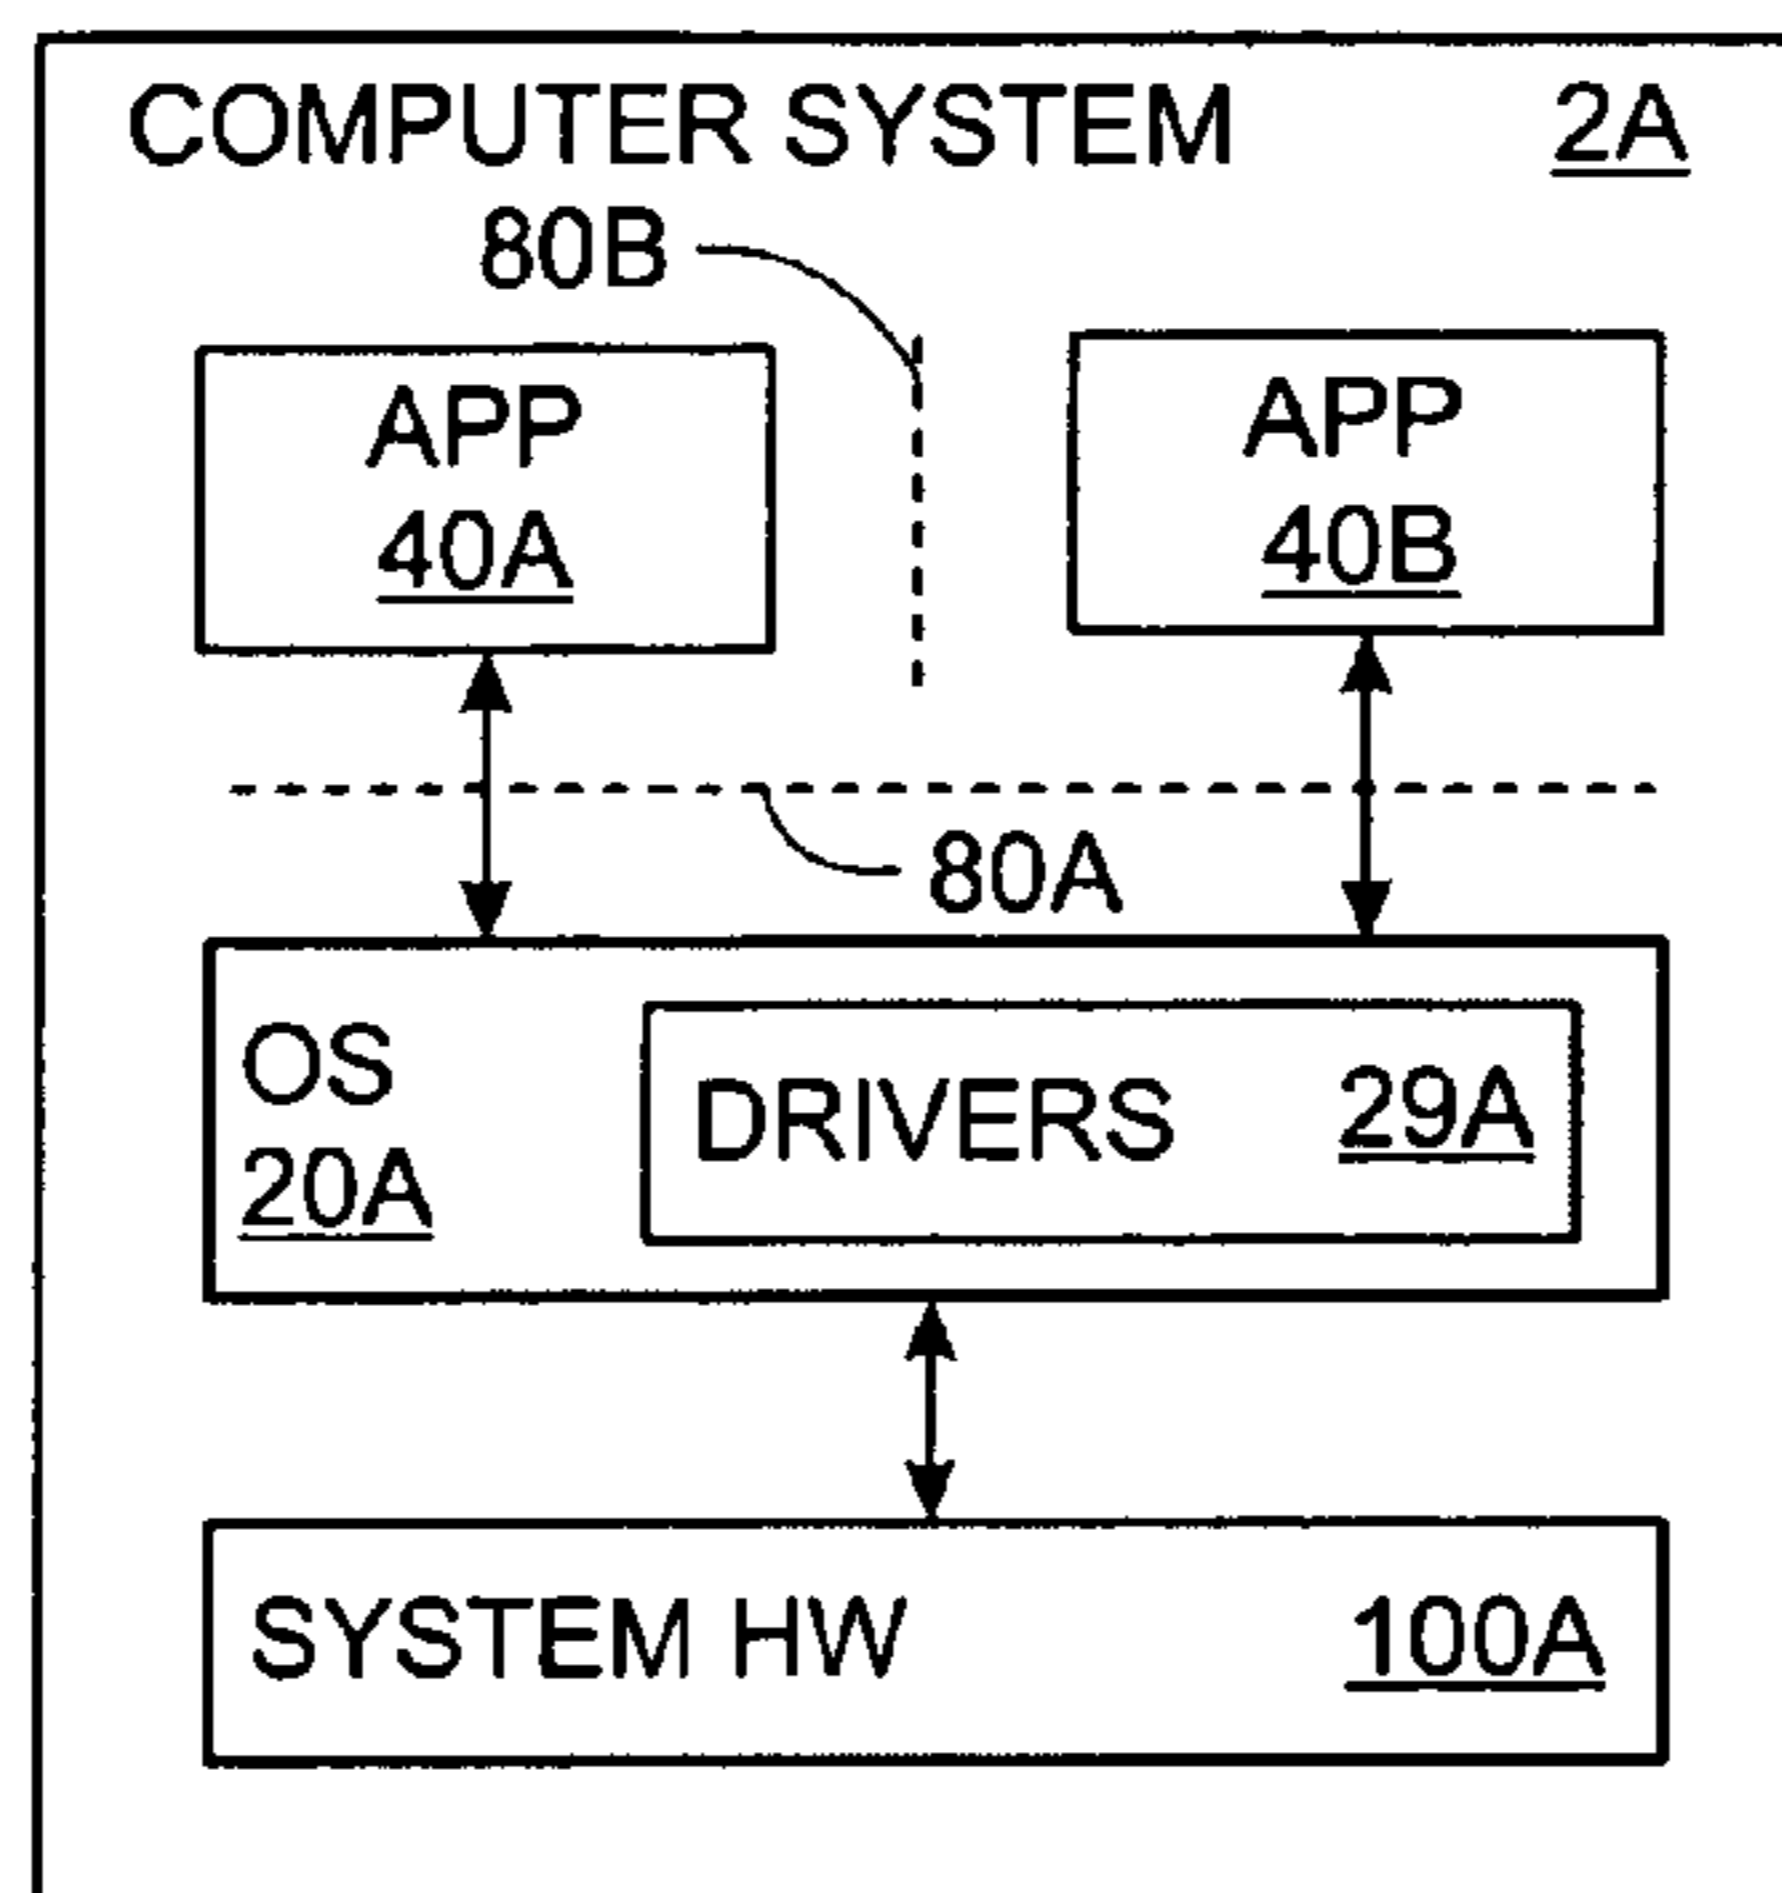 COMPUTER SYSTEM 2A
80B
APP
40A
APP
40B
80A
OS
20A
DRIVERS 29A
SYSTEM HW 100A